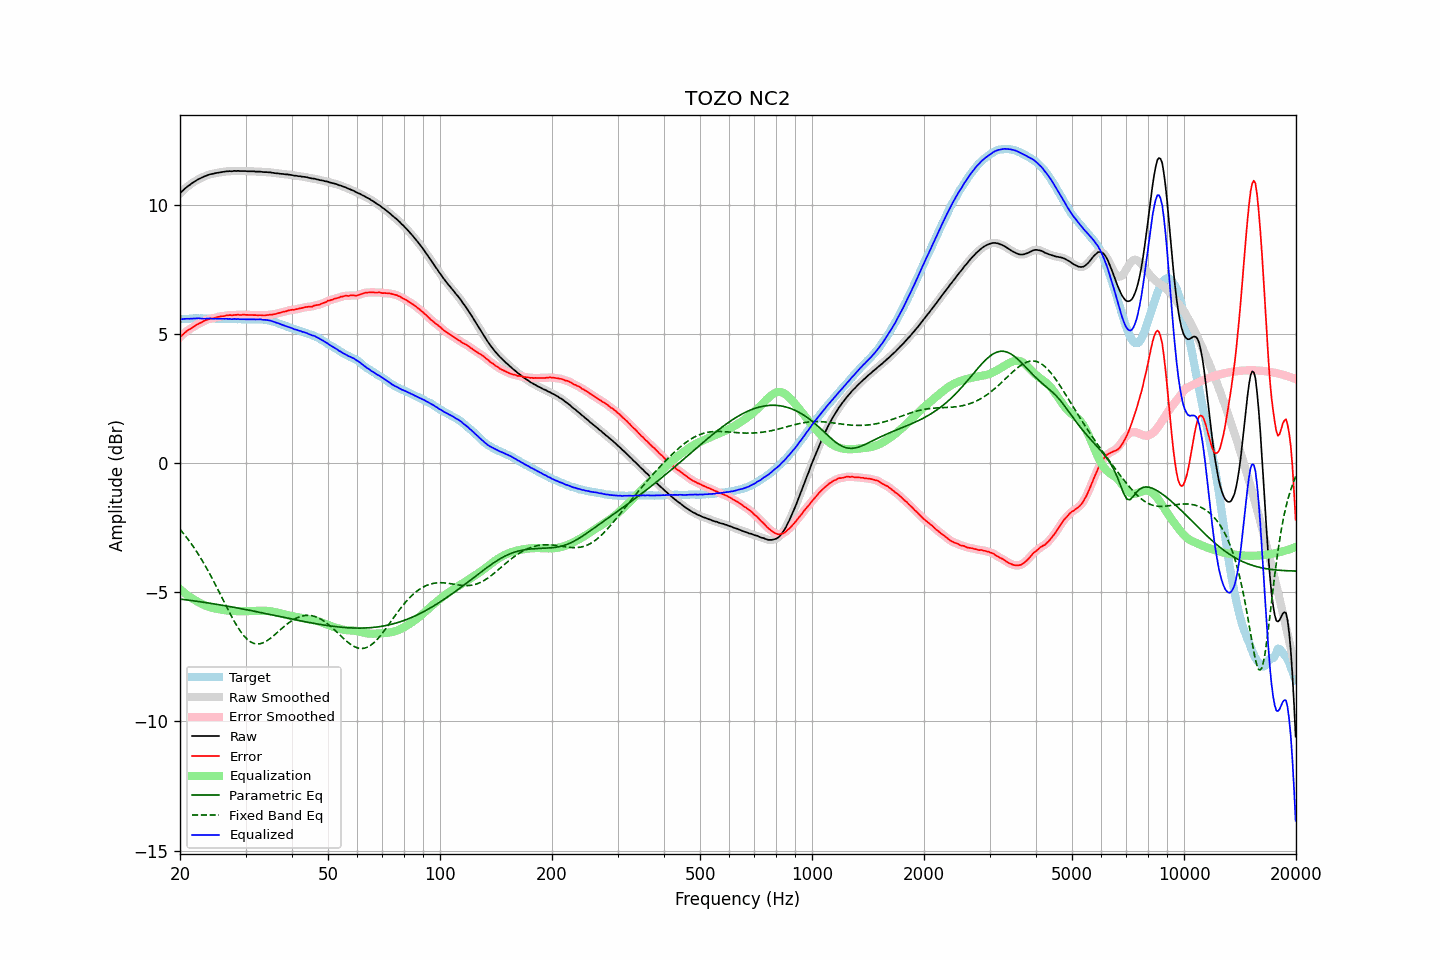 TOZO NC2
Amplitude (dBr)
10
5
0
−5
−10
−15
Target
Raw Smoothed
Error Smoothed
Raw
Error
Equalization
Parametric Eq
Fixed Band Eq
Equalized
20 50 100 200 500 1000 2000 5000 10000 20000
Frequency (Hz)